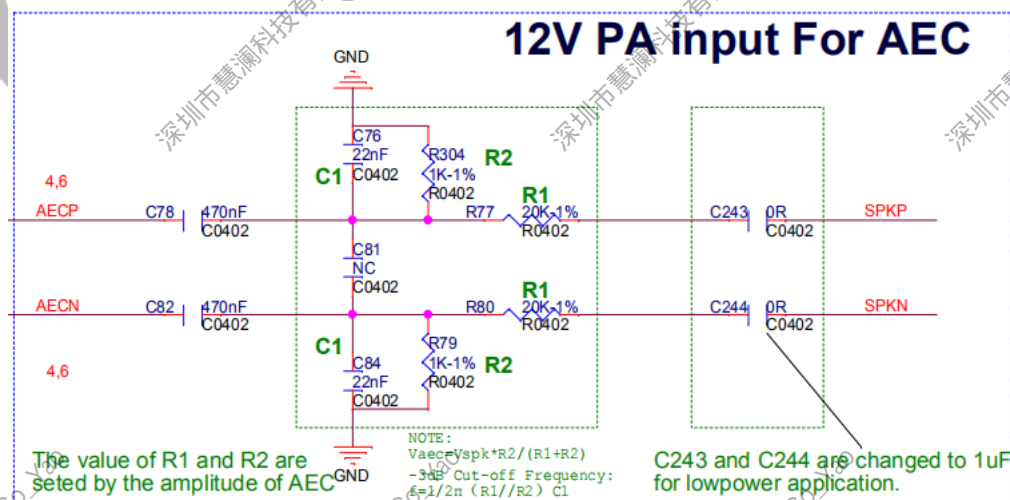 12V PA input For AEC
GND
C76
22nF
C0402
C1
R304
1K-1%
R0402
R2
4,6
AECP
C78
470nF
C0402
R77
R1
20K-1%
R0402
C243
0R
C0402
SPKP
C81
NC
C0402
AECN
C82
470nF
C0402
R80
R1
20K-1%
R0402
C244
0R
C0402
SPKN
C1
C84
22nF
C0402
R79
1K-1%
R0402
R2
4,6
GND
NOTE:
Vaec=Vspk*R2/(R1+R2)
-3dB Cut-off Frequency:
f=1/2π (R1//R2) C1
The value of R1 and R2 are
seted by the amplitude of AEC
C243 and C244 are changed to 1uF
for lowpower application.
深圳市慧澜科技有
深圳市慧澜科技有
深圳市